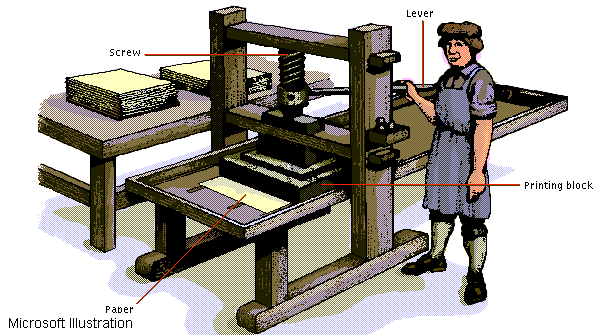 Lever
Screw
Printing block
Paper
Microsoft Illustration